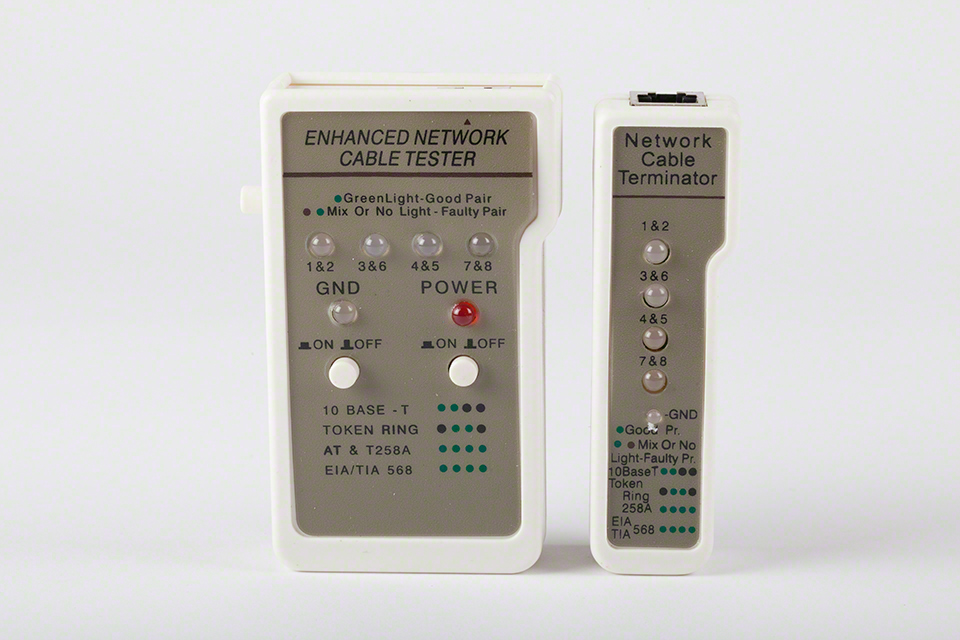 ENHANCED NETWORK
CABLE TESTER
GreenLight-Good Pair
Mix Or No Light - Faulty Pair
1&2 3&6 4&5 7&8
GND POWER
ON OFF ON OFF
10 BASE - T
TOKEN RING
AT & T258A
EIA/TIA 568
Network
Cable
Terminator
1&2
3&6
4&5
7&8
-GND
Good Pr.
Mix Or No
Light-Faulty Pr.
10BaseT
Token
Ring
258A
EIA
TIA 568